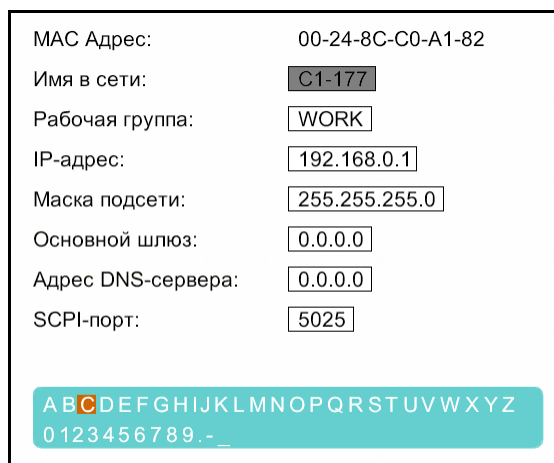 MAC Адрес: 00-24-8C-C0-A1-82
Имя в сети: C1-177
Рабочая группа: WORK
IP-адрес: 192.168.0.1
Маска подсети: 255.255.255.0
Основной шлюз: 0.0.0.0
Адрес DNS-сервера: 0.0.0.0
SCPI-порт: 5025
A B C D E F G H I J K L M N O P Q R S T U V W X Y Z
0 1 2 3 4 5 6 7 8 9 . - _